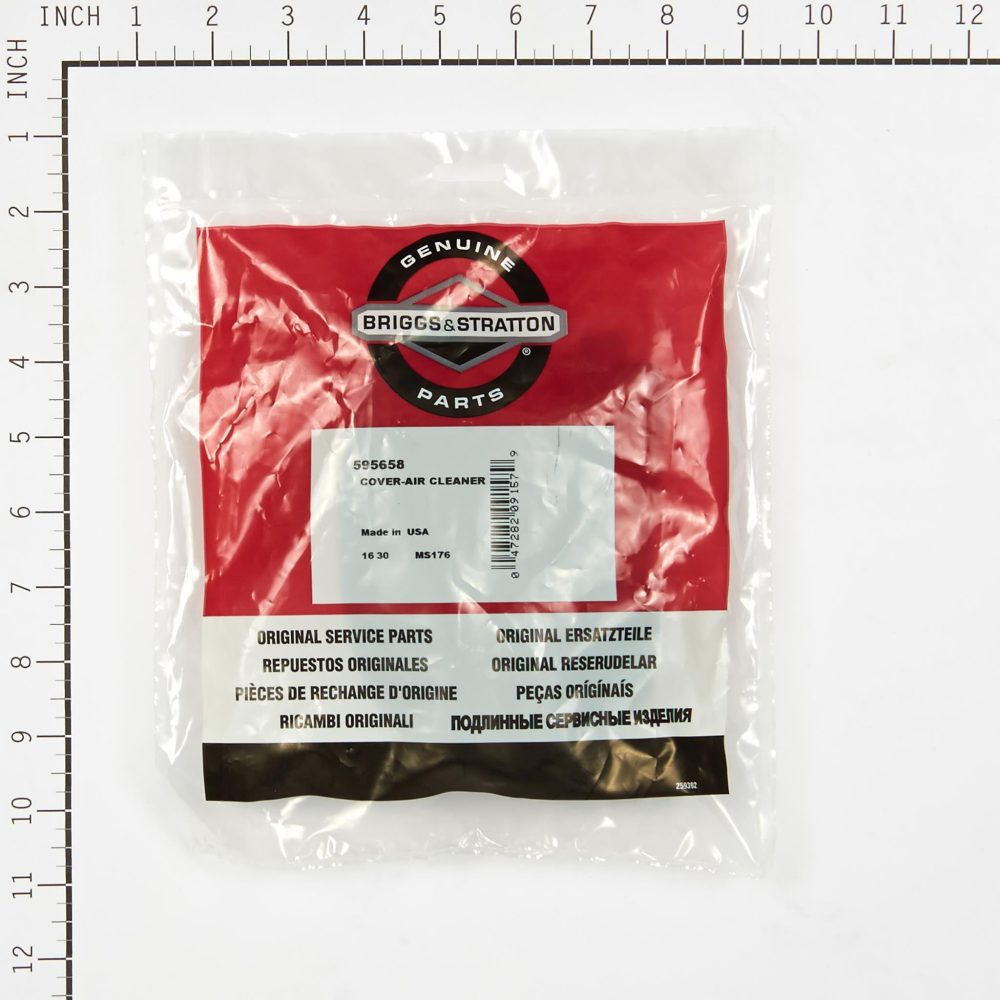 INCH 1 2 3 4 5 6 7 8 9 10 11 12
INCH
1
2
3
4
5
6
7
8
9
10
11
12
GENUINE
BRIGGS&STRATTON
®
PARTS
595658
COVER-AIR CLEANER
Made in USA
16 30 MS176
0 47282 09157 9
ORIGINAL SERVICE PARTS
ORIGINAL ERSATZTEILE
REPUESTOS ORIGINALES
ORIGINAL RESERUDELAR
PIÈCES DE RECHANGE D'ORIGINE
PEÇAS ORÍGÍNAÍS
RICAMBI ORIGINALI
ПОДЛИННЫЕ СЕРВИСНЫЕ ИЗДЕЛИЯ
259392